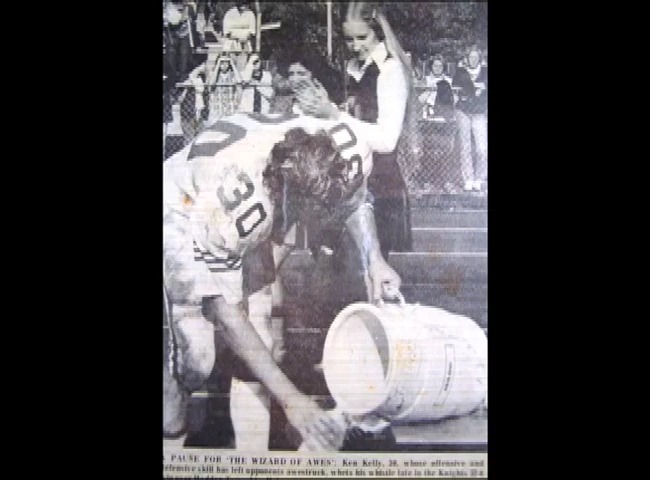 30
30
A PAUSE FOR 'THE WIZARD OF AWES': Ken Kelly, 30, whose offensive and
defensive skill has left opponents awestruck, whets his whistle late in the Knights